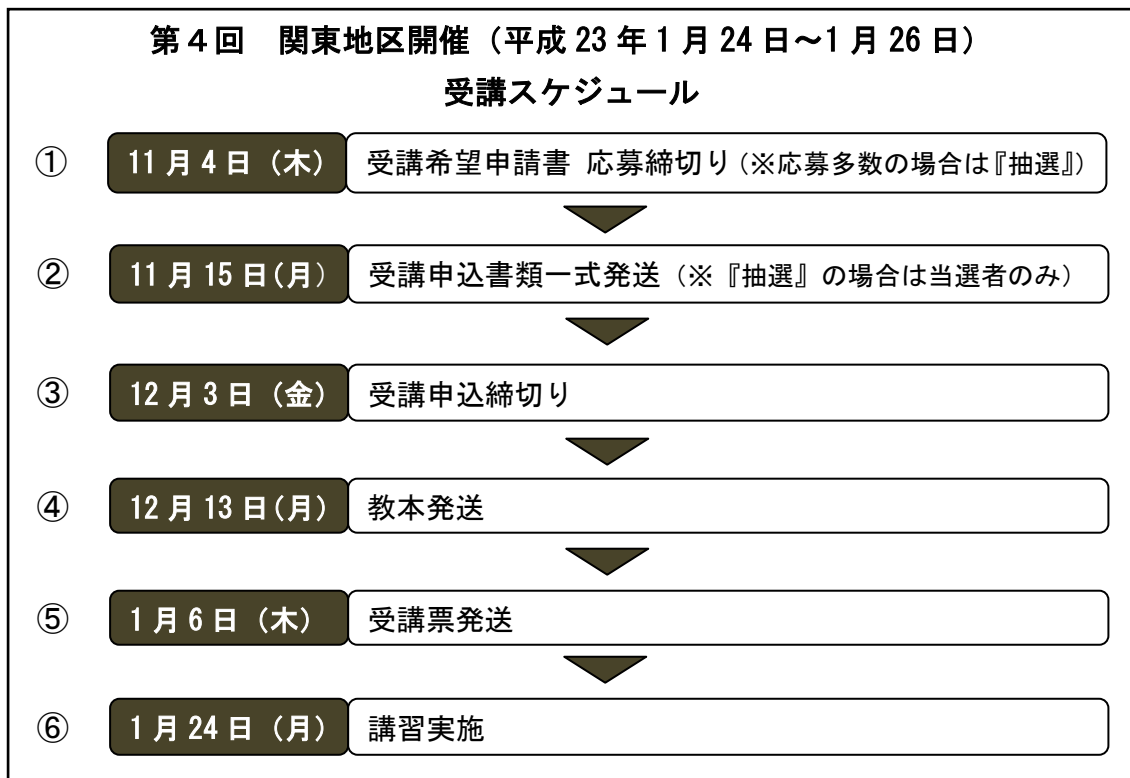 第４回　関東地区開催（平成 23 年 1 月 24 日～1 月 26 日）
受講スケジュール
① 11 月 4 日（木） 受講希望申請書 応募締切り（※応募多数の場合は『抽選』）
② 11 月 15 日（月） 受講申込書類一式発送（※『抽選』の場合は当選者のみ）
③ 12 月 3 日（金） 受講申込締切り
④ 12 月 13 日（月） 教本発送
⑤ 1 月 6 日（木） 受講票発送
⑥ 1 月 24 日（月） 講習実施